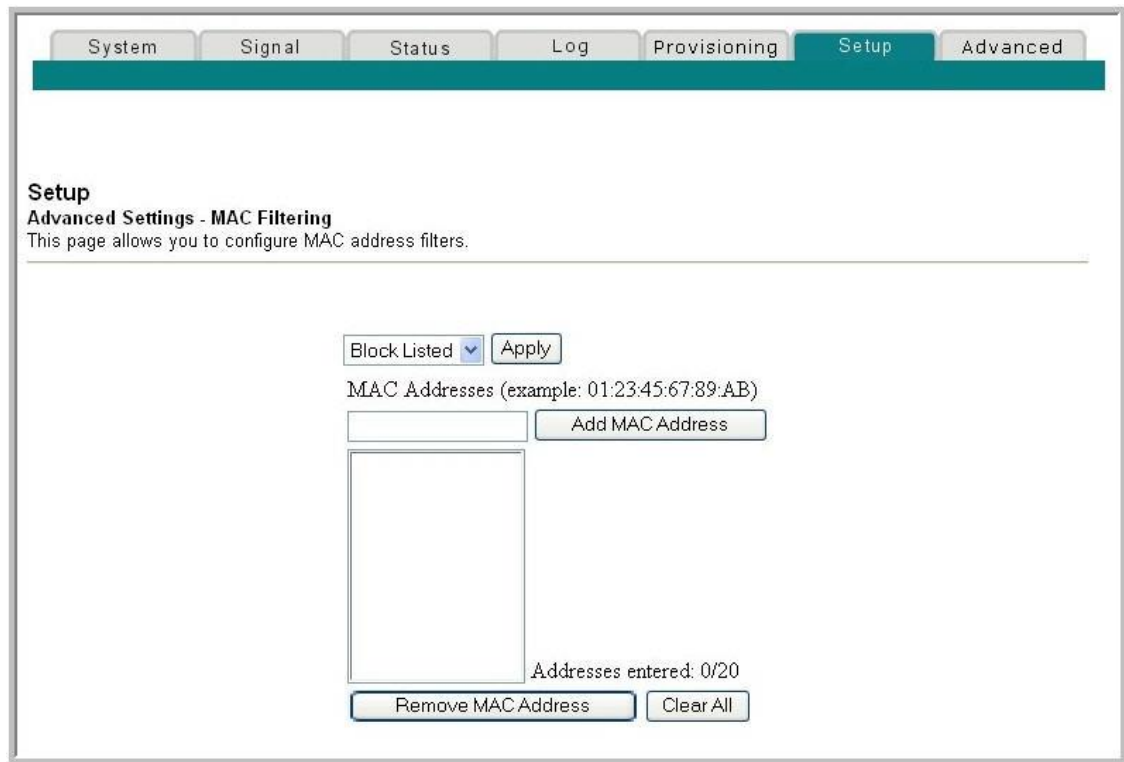 System Signal Status Log Provisioning Setup Advanced
Setup
Advanced Settings - MAC Filtering
This page allows you to configure MAC address filters.
Block Listed Apply
MAC Addresses (example: 01:23:45:67:89:AB)
Add MAC Address
Addresses entered: 0/20
Remove MAC Address Clear All